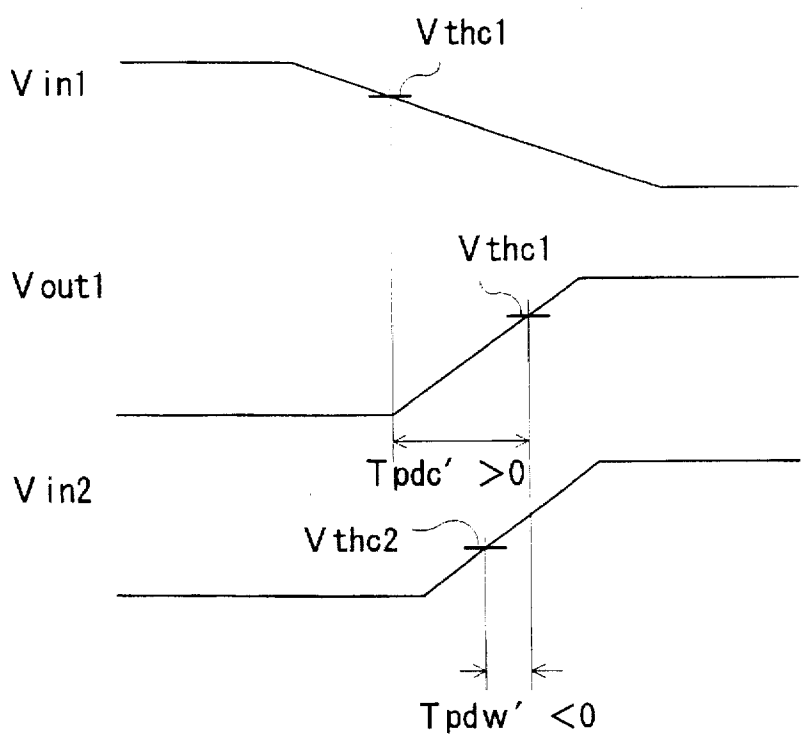 Vthc1
Vin1
Vthc1
Vout1
Tpdc′ >0
Vin2
Vthc2
Tpdw′ <0